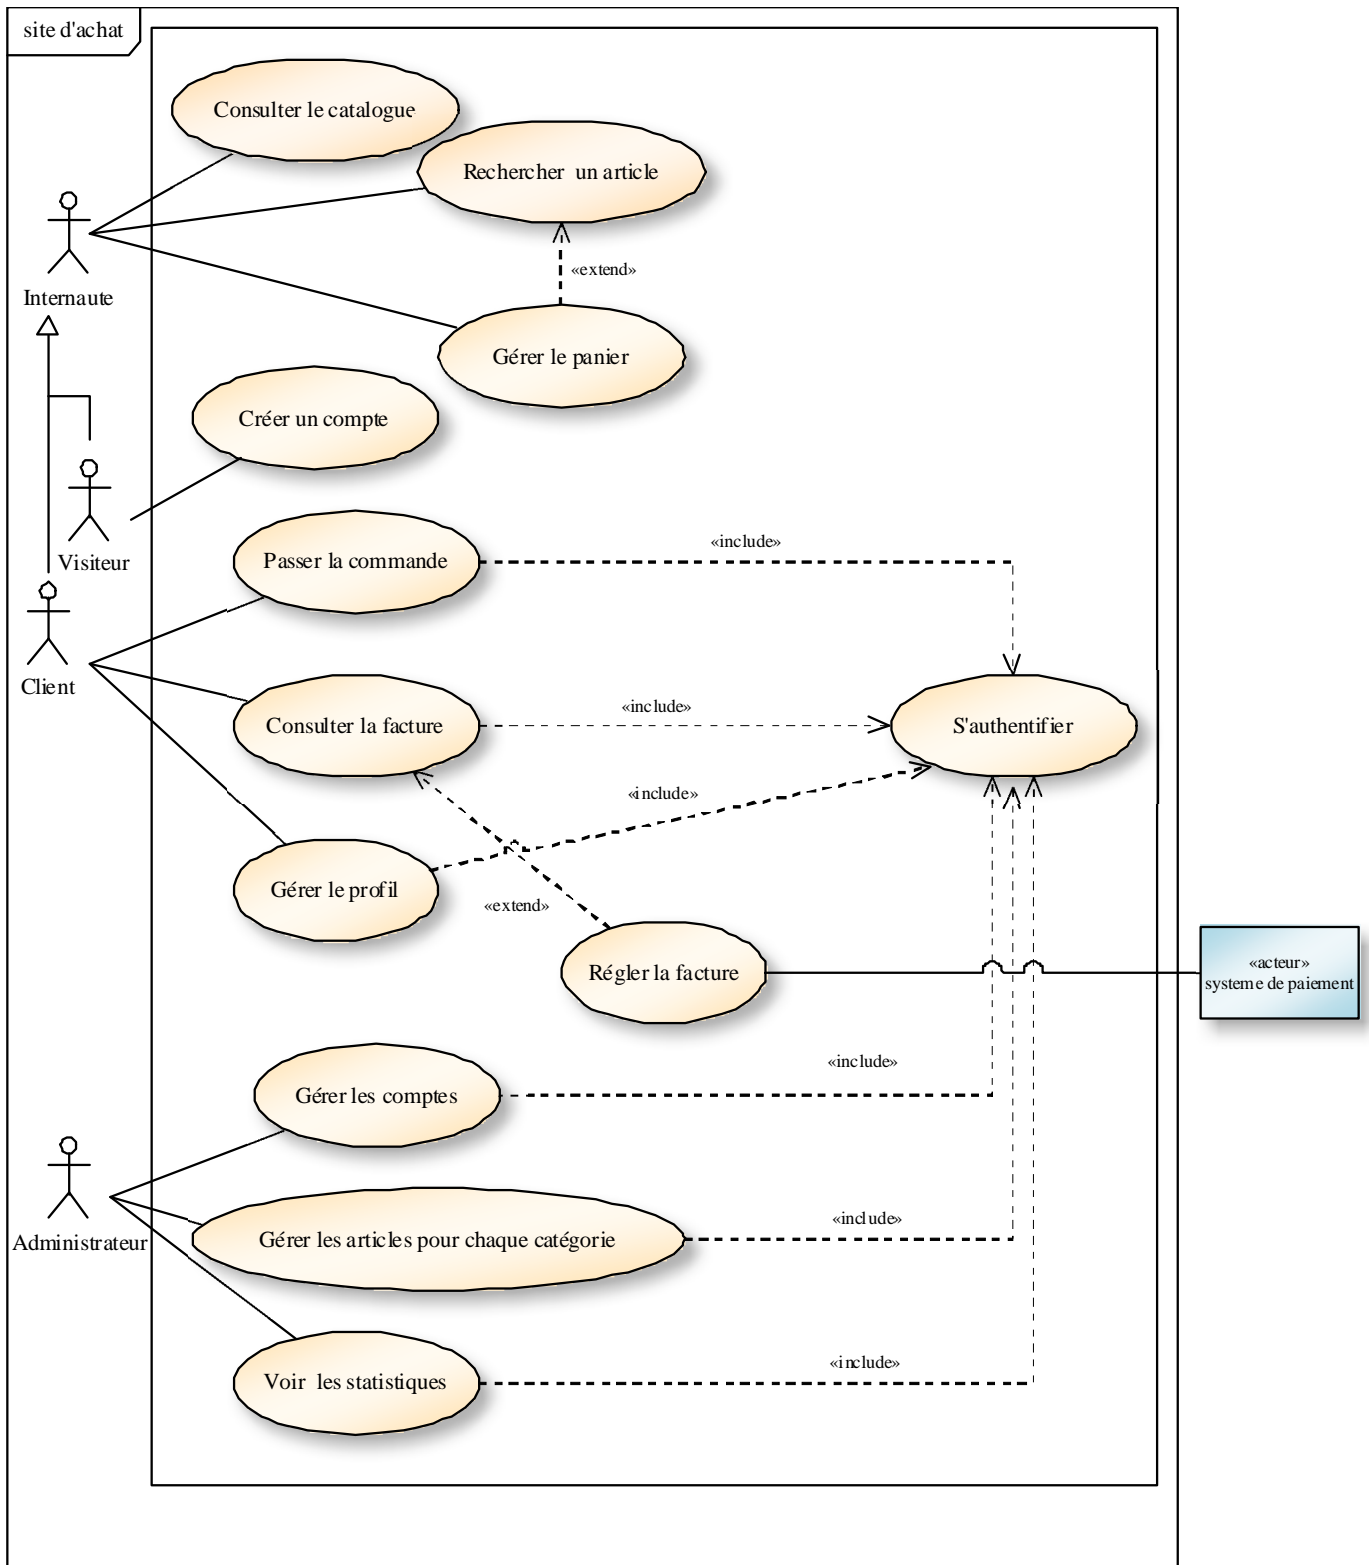 site d'achat
Consulter le catalogue
Rechercher un article
Internaute
«extend»
Gérer le panier
Créer un compte
Visiteur
Passer la commande
«include»
Client
Consulter la facture
«include»
S'authentifier
«include»
Gérer le profil
«extend»
Régler la facture
«acteur»
systeme de paiement
Gérer les comptes
«include»
Administrateur
Gérer les articles pour chaque catégorie
«include»
Voir les statistiques
«include»